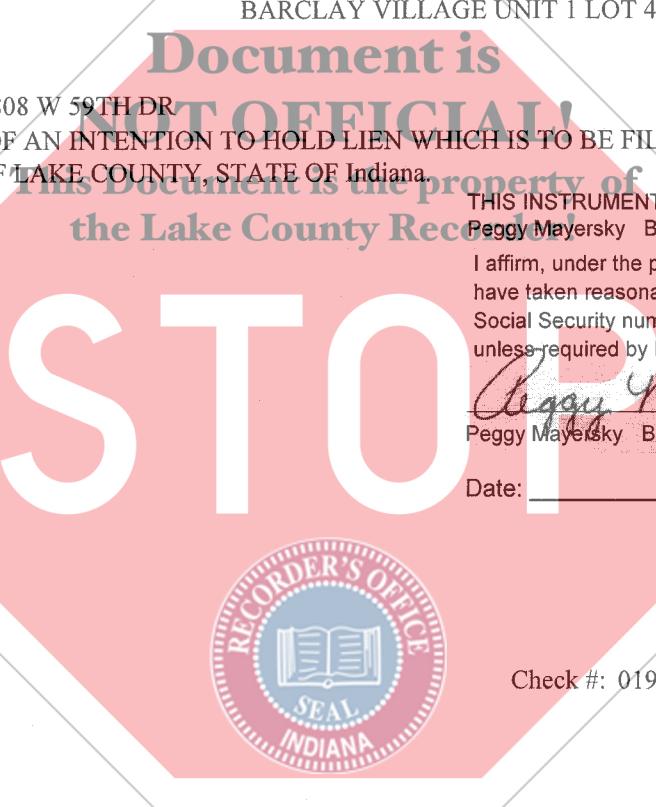 BARCLAY VILLAGE UNIT 1 LOT 4
Document is
08 W 59TH DR
NOT OFFICIAL!
OF AN INTENTION TO HOLD LIEN WHICH IS TO BE FIL
F LAKE COUNTY, STATE OF Indiana.
This Document is the property of
the Lake County Recorder!
THIS INSTRUMENT
Peggy Mayersky B
I affirm, under the p
have taken reasona
Social Security num
unless required by
STOP
Peggy
Peggy Mayersky B
Date:
RECORDER'S OFFICE
SEAL
INDIANA
Check #: 019